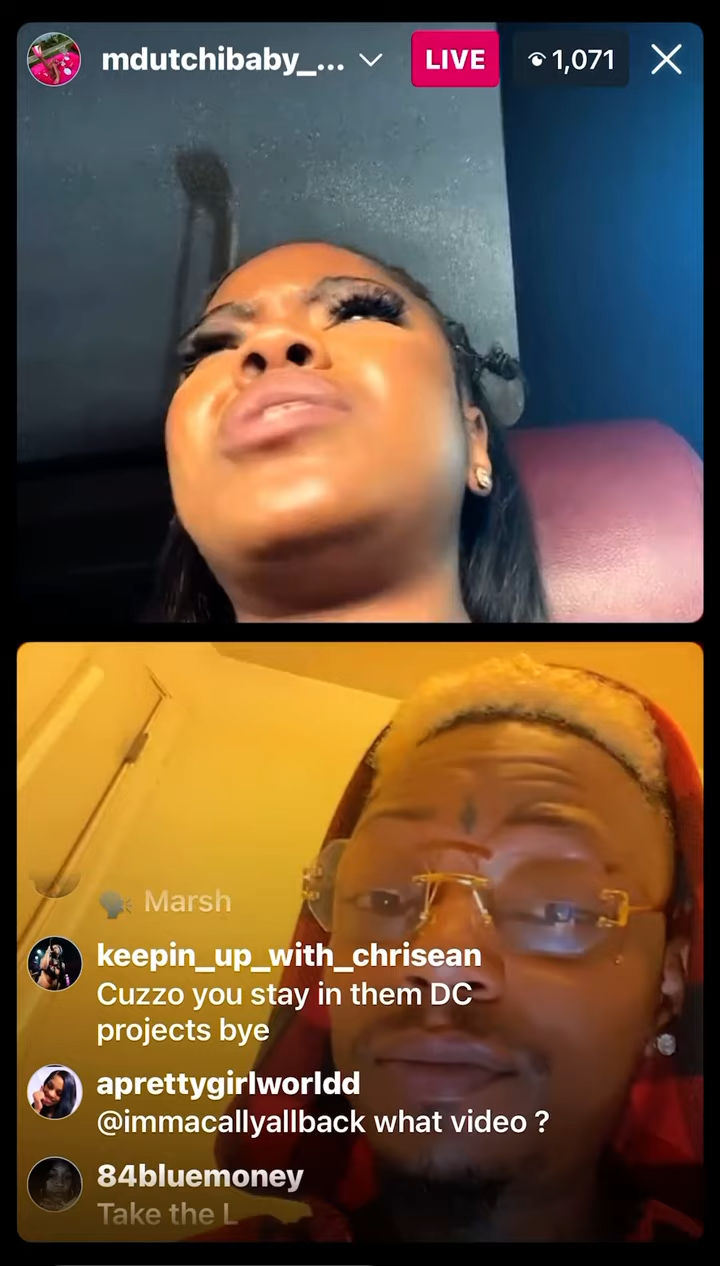 mdutchibaby_...
LIVE
1,071
Marsh
keepin_up_with_chrisean
Cuzzo you stay in them DC
projects bye
aprettygirlworldd
@immacallyallback what video ?
84bluemoney
Take the L